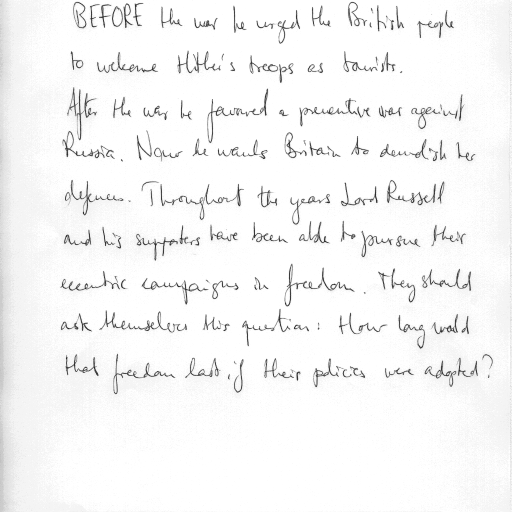 BEFORE the war he urged the British people
to welcome Hitler's troops as tourists.
After the war he favoured a preventive war against
Russia. Now he wants Britain to demolish her
defences. Throughout the years Lord Russell
and his supporters have been able to pursue their
eccentric campaigns in freedom. They should
ask themselves this question: How long would
that freedom last, if their policies were adopted?